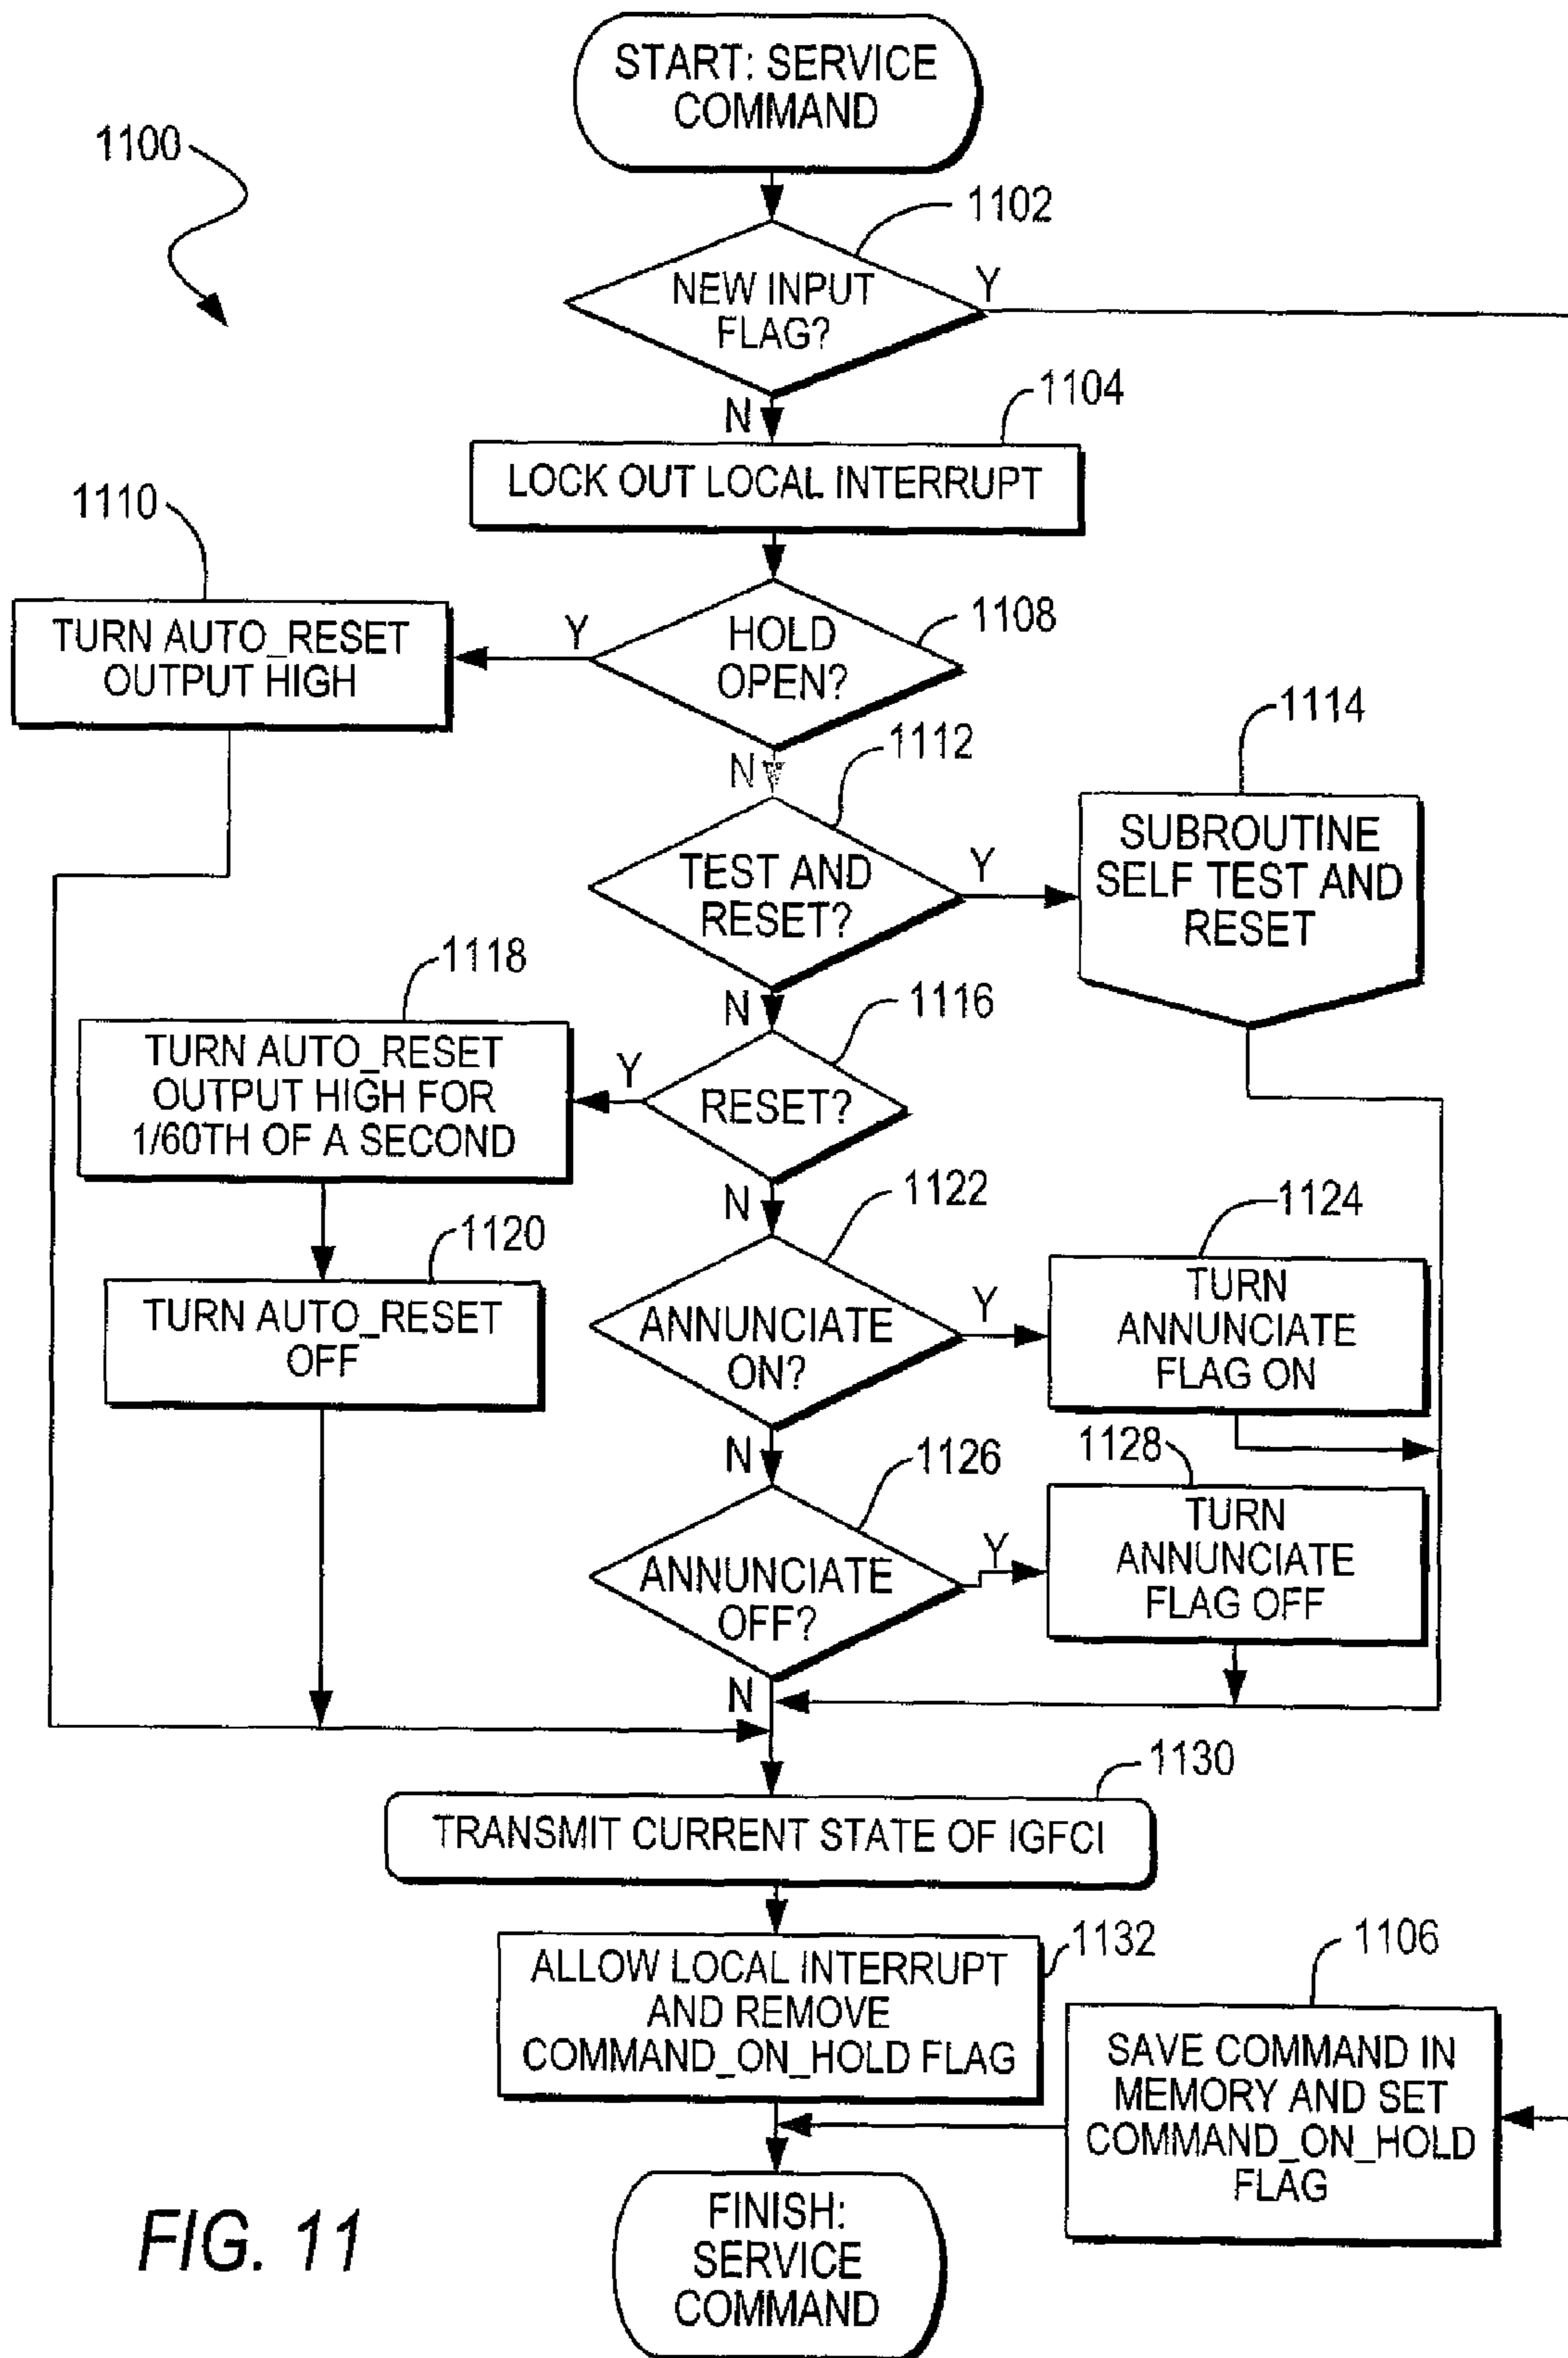 START: SERVICE
COMMAND
1100
1102
NEW INPUT
FLAG?
Y
N
1104
LOCK OUT LOCAL INTERRUPT
1110
TURN AUTO_RESET
OUTPUT HIGH
Y
HOLD
OPEN?
1108
N
1112
1114
TEST AND
RESET?
Y
SUBROUTINE
SELF TEST AND
RESET
1118
N
1116
TURN AUTO_RESET
OUTPUT HIGH FOR
1/60TH OF A SECOND
Y
RESET?
N
1122
1124
1120
TURN AUTO_RESET
OFF
ANNUNCIATE
ON?
Y
TURN
ANNUNCIATE
FLAG ON
N
1126
1128
ANNUNCIATE
OFF?
Y
TURN
ANNUNCIATE
FLAG OFF
N
1130
TRANSMIT CURRENT STATE OF IGFCI
1132
ALLOW LOCAL INTERRUPT
AND REMOVE
COMMAND_ON_HOLD FLAG
1106
SAVE COMMAND IN
MEMORY AND SET
COMMAND_ON_HOLD
FLAG
FINISH:
SERVICE
COMMAND
FIG. 11